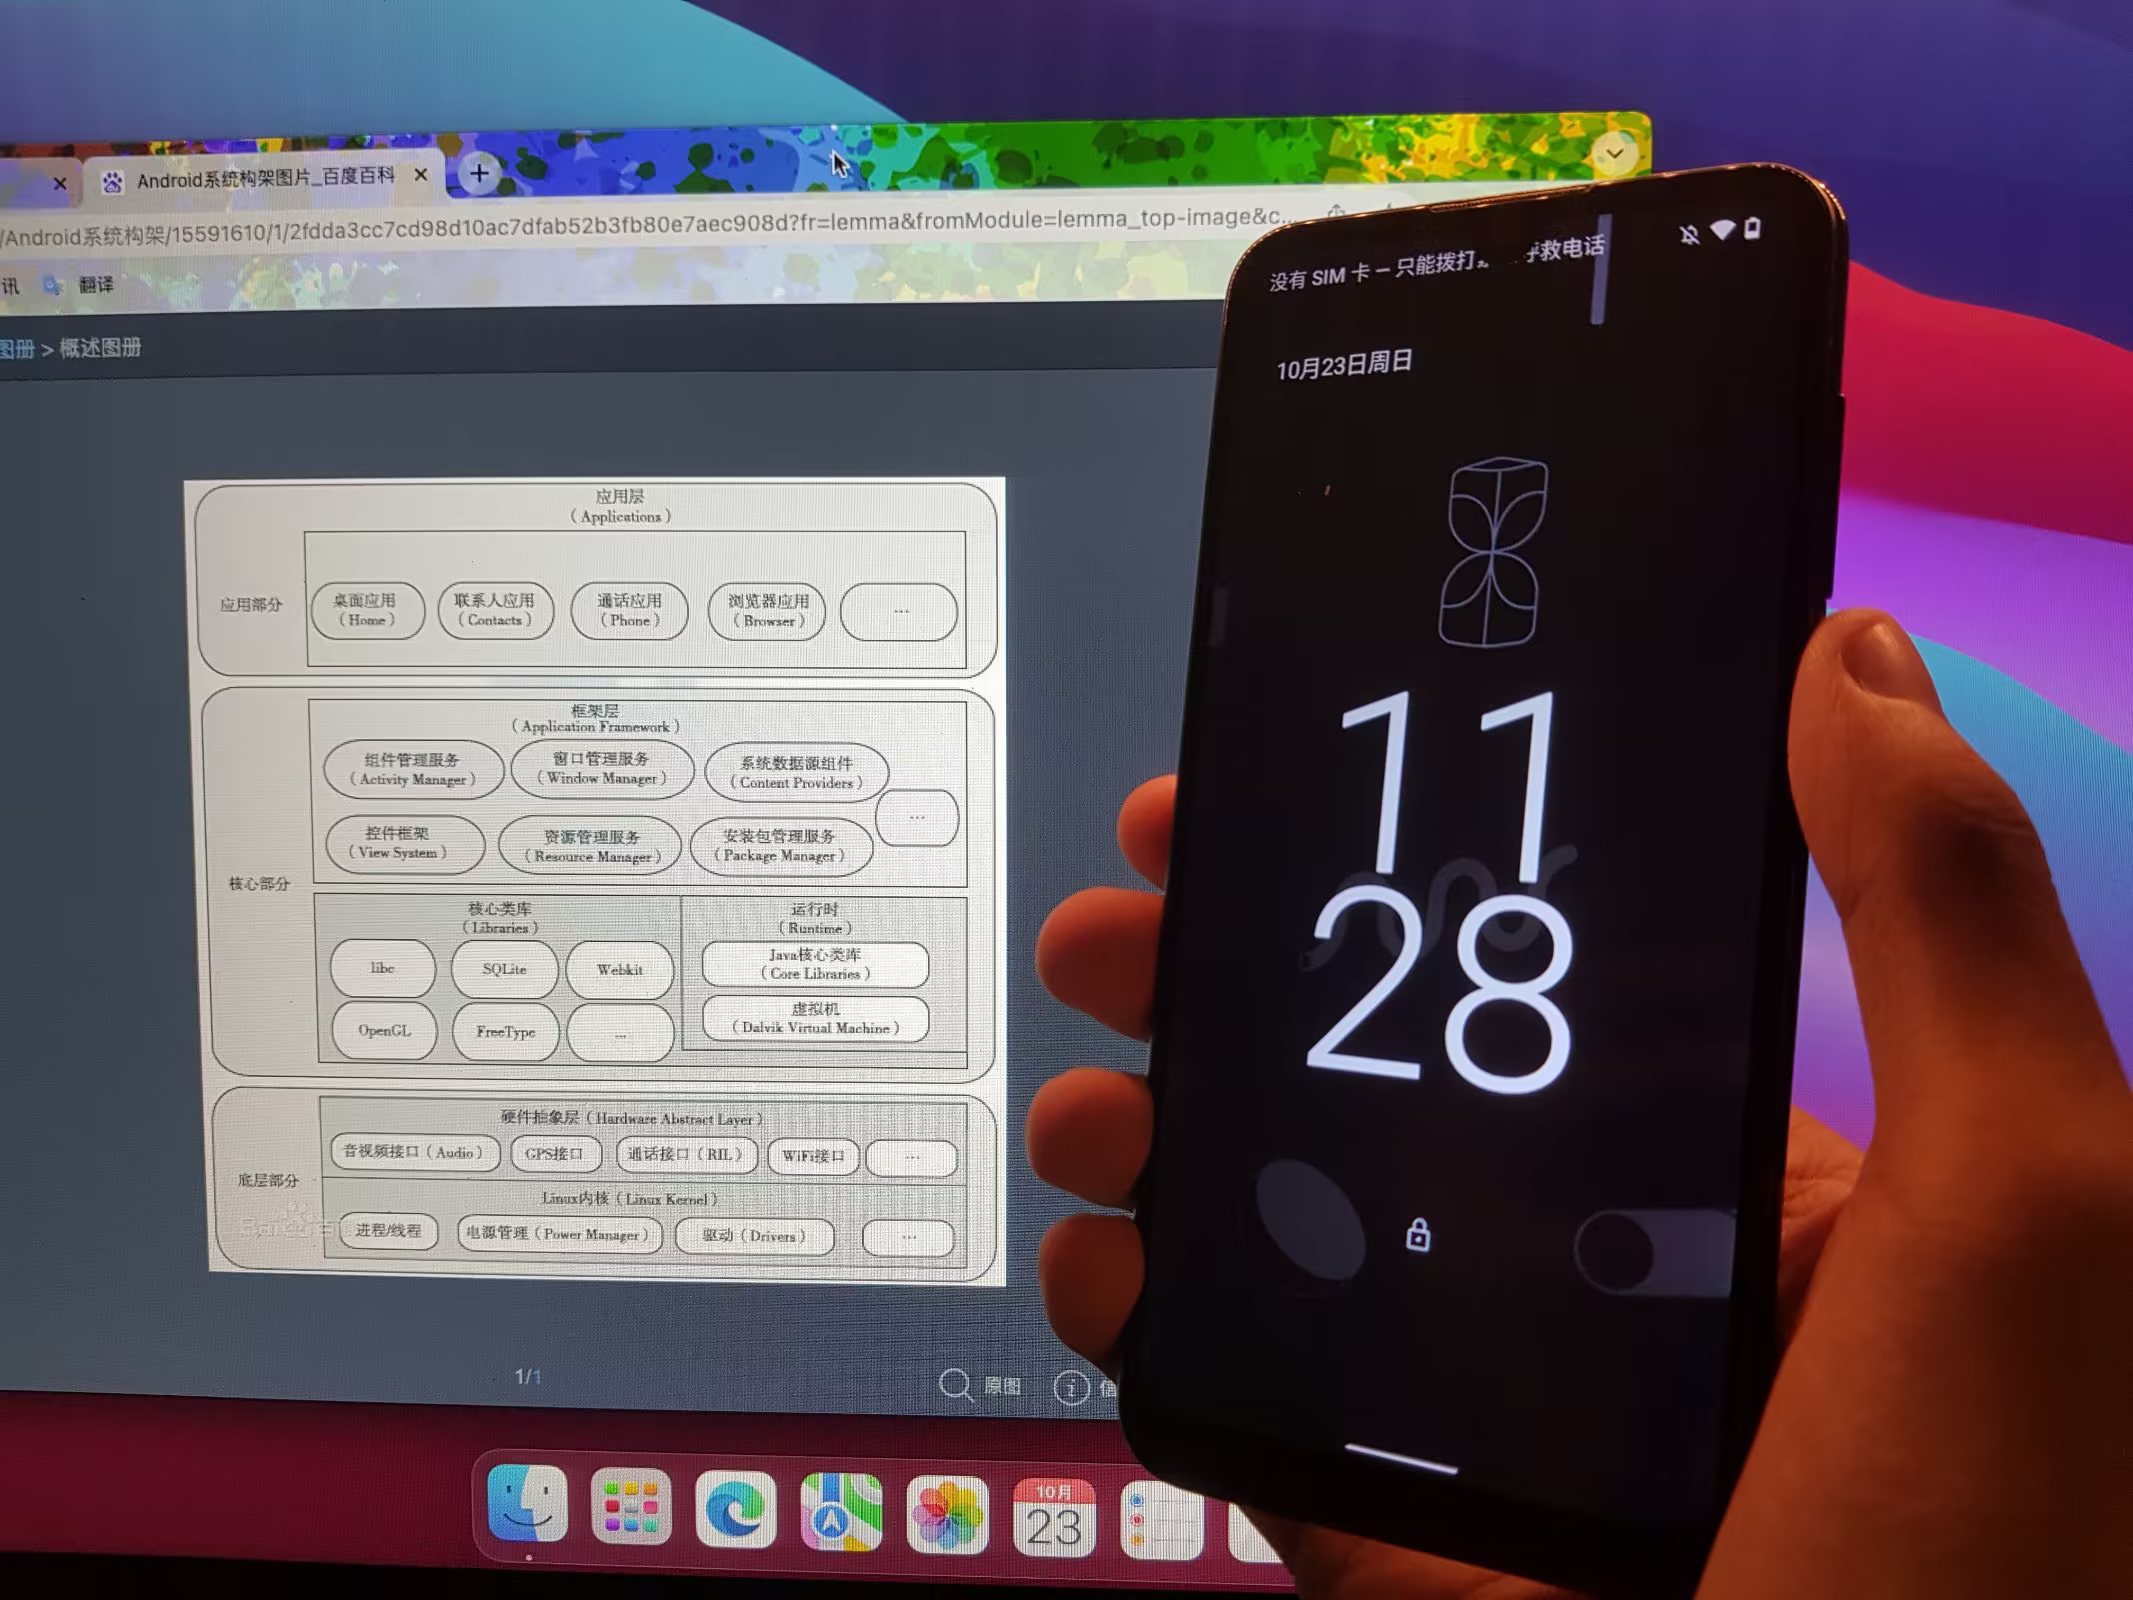 Android系统构架图片_百度百科
/Android系统构架/15591610/1/2fdda3cc7cd98d10ac7dfab52b3fb80e7aec908d?fr=lemma&fromModule=lemma_top-image&c...
讯 翻译
图册 > 概述图册
应用层
(Applications)
应用部分
桌面应用
(Home)
联系人应用
(Contacts)
通话应用
(Phone)
浏览器应用
(Browser)
...
核心部分
框架层
(Application Framework)
组件管理服务
(Activity Manager)
窗口管理服务
(Window Manager)
系统数据源组件
(Content Providers)
...
控件框架
(View System)
资源管理服务
(Resource Manager)
安装包管理服务
(Package Manager)
核心类库
(Libraries)
libc
SQLite
Webkit
OpenGL
FreeType
...
运行时
(Runtime)
Java核心类库
(Core Libraries)
虚拟机
(Dalvik Virtual Machine)
底层部分
硬件抽象层(Hardware Abstract Layer)
音视频接口(Audio)
GPS接口
通话接口(RIL)
WiFi接口
...
Linux内核(Linux Kernel)
进程/线程
电源管理(Power Manager)
驱动(Drivers)
...
1/1
原图
10月
23
没有 SIM 卡 – 只能拨打 救电话
10月23日周日
11
28